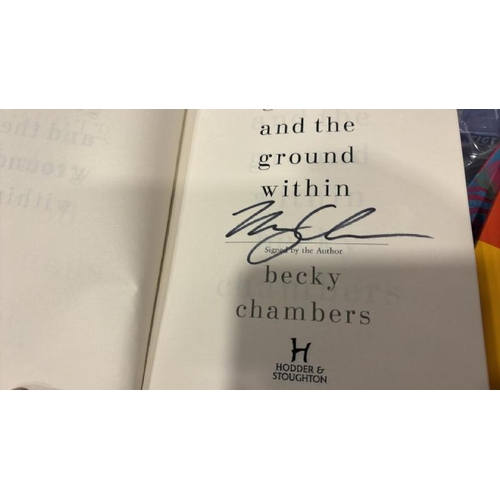 and the
ground
within
Signed by the Author
becky
chambers
H
HODDER &
STOUGHTON